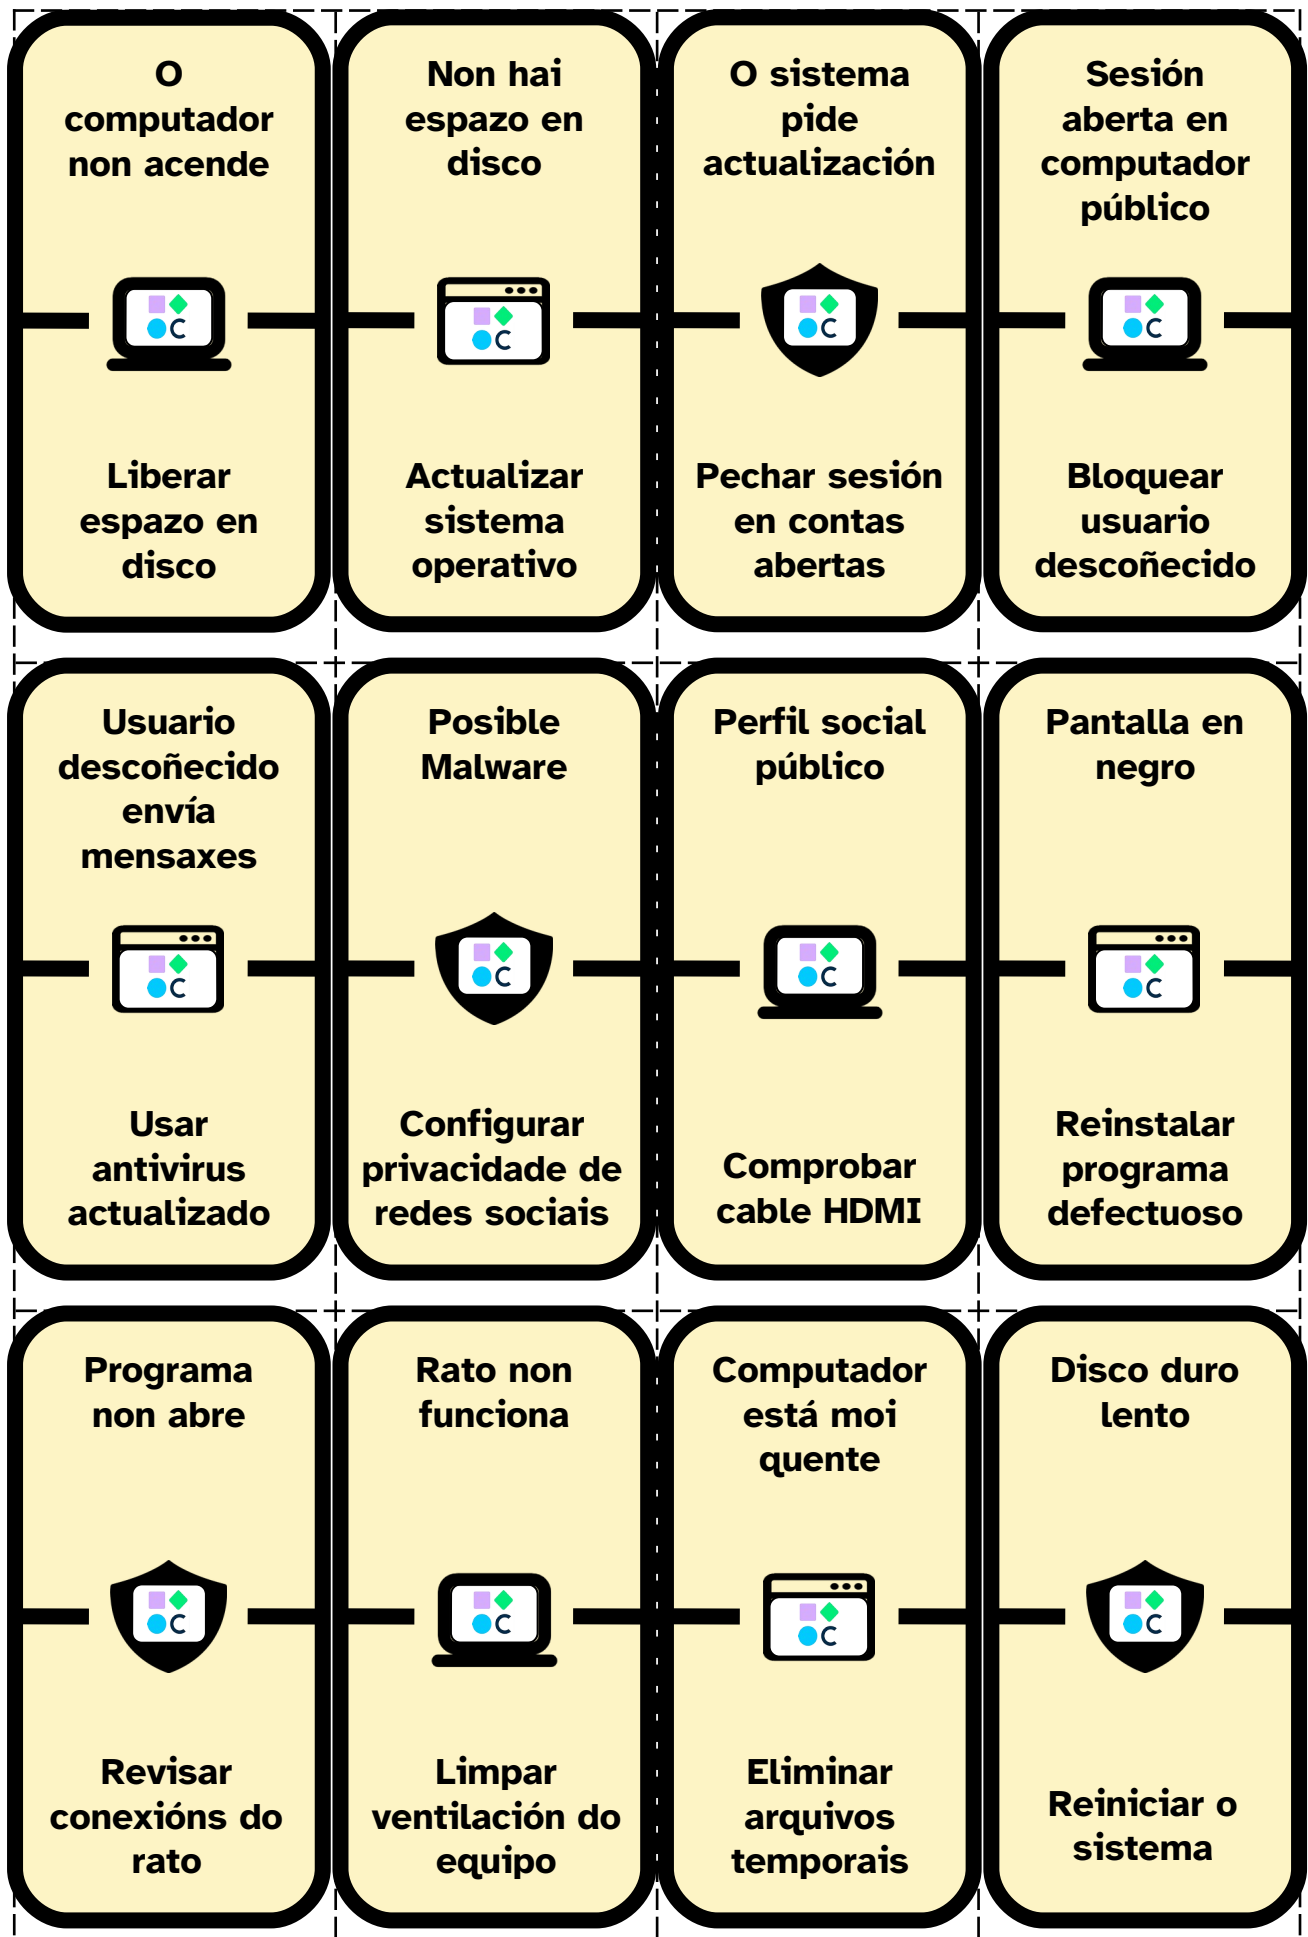 O
computador
non acende
Liberar
espazo en
disco
Non hai
espazo en
disco
Actualizar
sistema
operativo
O sistema
pide
actualización
Pechar sesión
en contas
abertas
Sesión
aberta en
computador
público
Bloquear
usuario
descoñecido
Usuario
descoñecido
envía
mensaxes
Usar
antivirus
actualizado
Posible
Malware
Configurar
privacidade de
redes sociais
Perfil social
público
Comprobar
cable HDMI
Pantalla en
negro
Reinstalar
programa
defectuoso
Programa
non abre
Revisar
conexións do
rato
Rato non
funciona
Limpar
ventilación do
equipo
Computador
está moi
quente
Eliminar
arquivos
temporais
Disco duro
lento
Reiniciar o
sistema